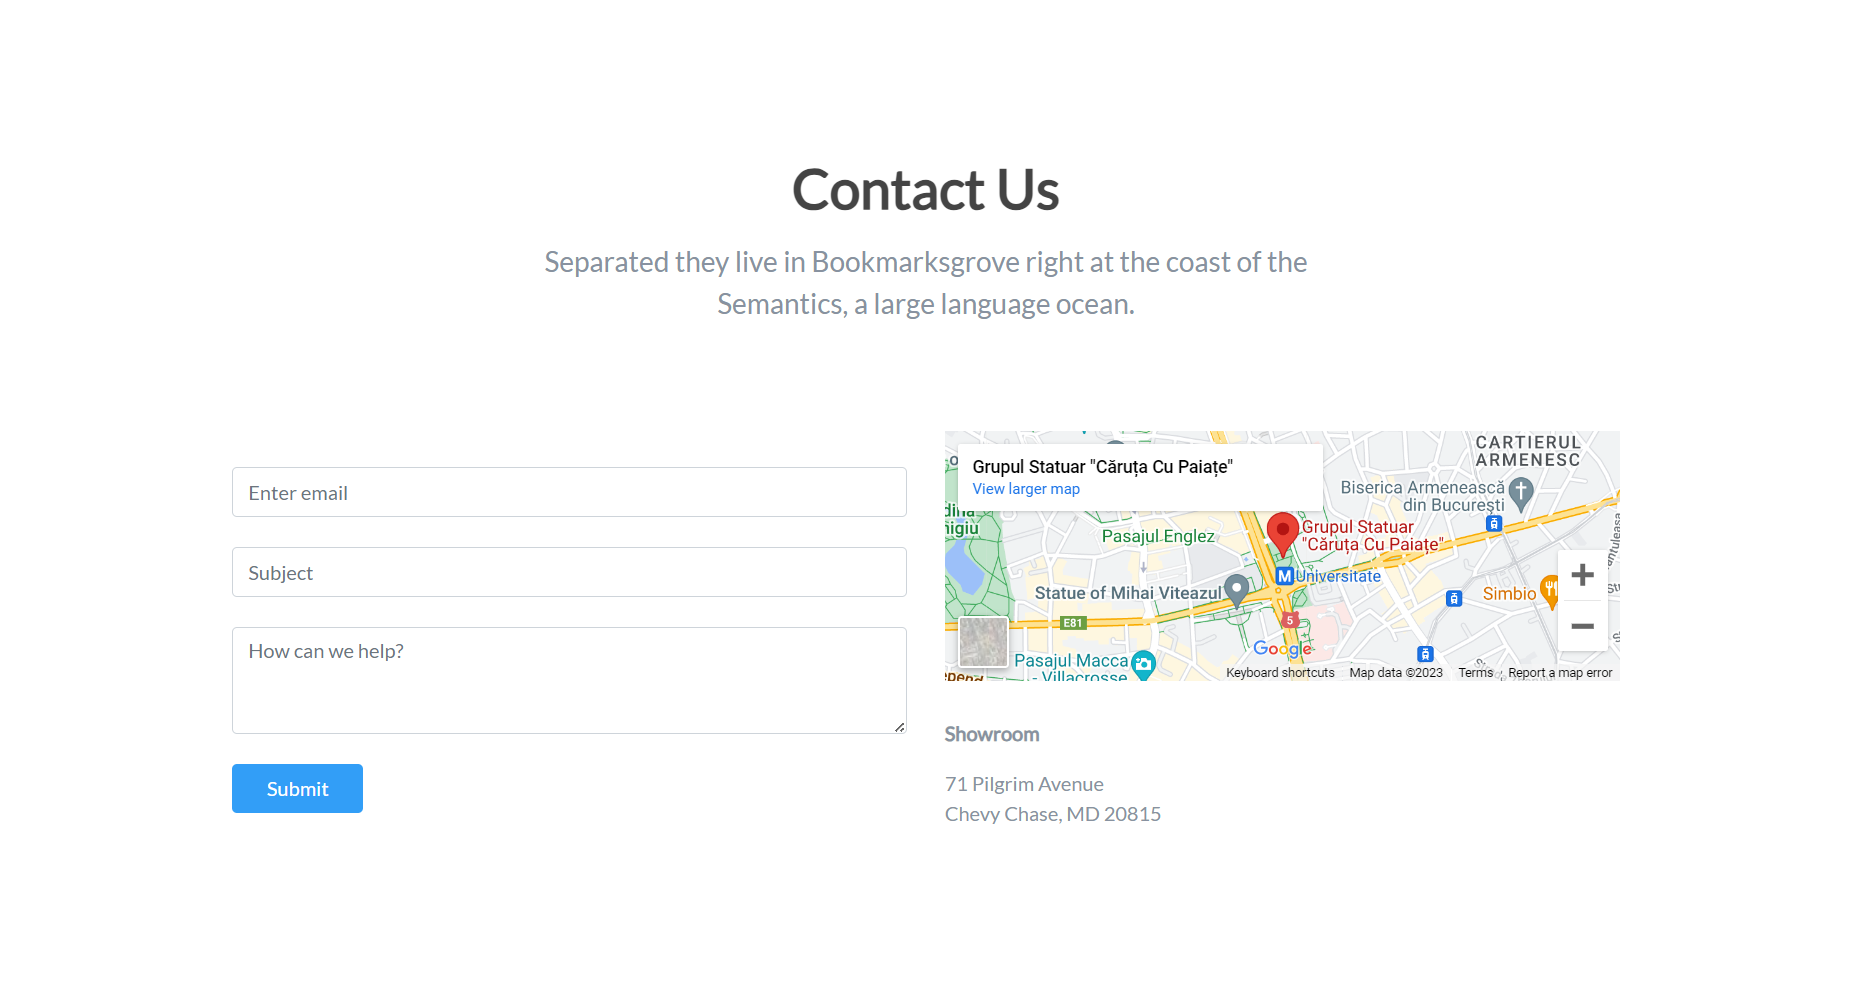 Contact Us
Separated they live in Bookmarksgrove right at the coast of the
Semantics, a large language ocean.
Enter email
Subject
How can we help?
Submit
Grupul Statuar "Căruța Cu Paiațe"
View larger map
CARTIERUL
ARMENESC
Biserica Armenească
din București
Grupul Statuar
"Căruța Cu Paiațe"
Pasajul Englez
M Universitate
Statue of Mihai Viteazul
Simbio
E81
5
Pasajul Macca
- Villacrosse
Google
Keyboard shortcuts
Map data ©2023
Terms
Report a map error
Showroom
71 Pilgrim Avenue
Chevy Chase, MD 20815